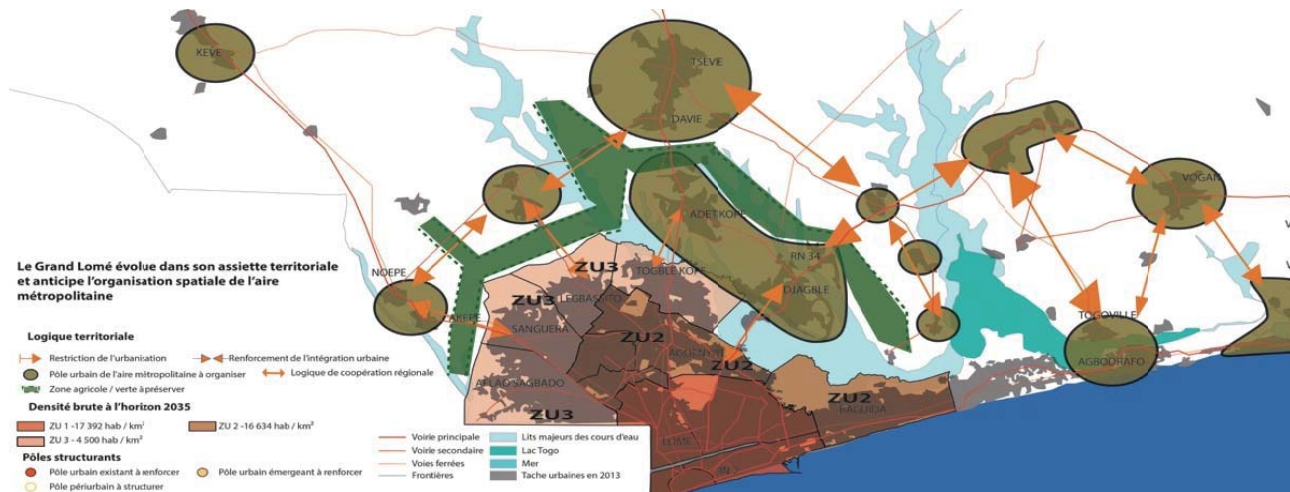 KEVE
TSEVIE
DAVIE
VOGAN
ADETKOPE
NOEPE
RN 34
ZU3
TOGBLE KOPE
DJAGBLE
TOGOVILLE
ZU3
LEGBASSITO
SANGUERA
ZU2
ZU2
AGBODRAFO
ZU2
ZU3
BAGUIDA
LOME
Le Grand Lomé évolue dans son assiette territoriale
et anticipe l'organisation spatiale de l'aire
métropolitaine
Logique territoriale
Restriction de l'urbanisation
Renforcement de l'intégration urbaine
Pôle urbain de l'aire métropolitaine à organiser
Logique de coopération régionale
Zone agricole / verte à préserver
Densité brute à l'horizon 2035
ZU 1 -17 392 hab / km²
ZU 2 -16 634 hab / km²
ZU 3 - 4 500 hab / km²
Pôles structurants
Pôle urbain existant à renforcer
Pôle urbain émergeant à renforcer
Pôle périurbain à structurer
Voirie principale
Voirie secondaire
Voies ferrées
Frontières
Lits majeurs des cours d'eau
Lac Togo
Mer
Tache urbaines en 2013